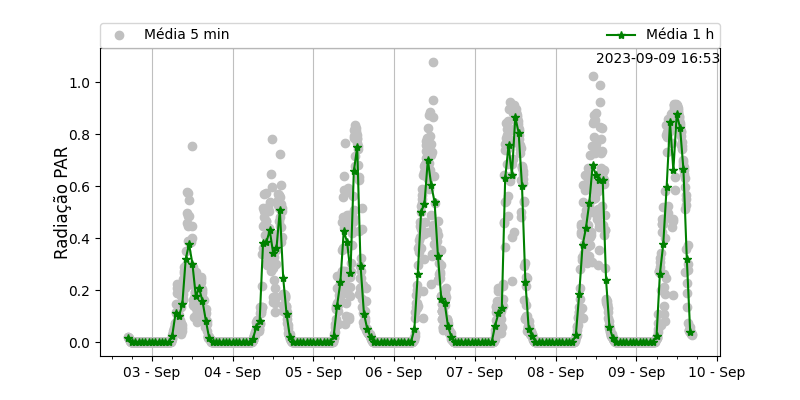 Média 5 min Média 1 h
2023-09-09 16:53
Radiação PAR
1.0
0.8
0.6
0.4
0.2
0.0
03 - Sep 04 - Sep 05 - Sep 06 - Sep 07 - Sep 08 - Sep 09 - Sep 10 - Sep